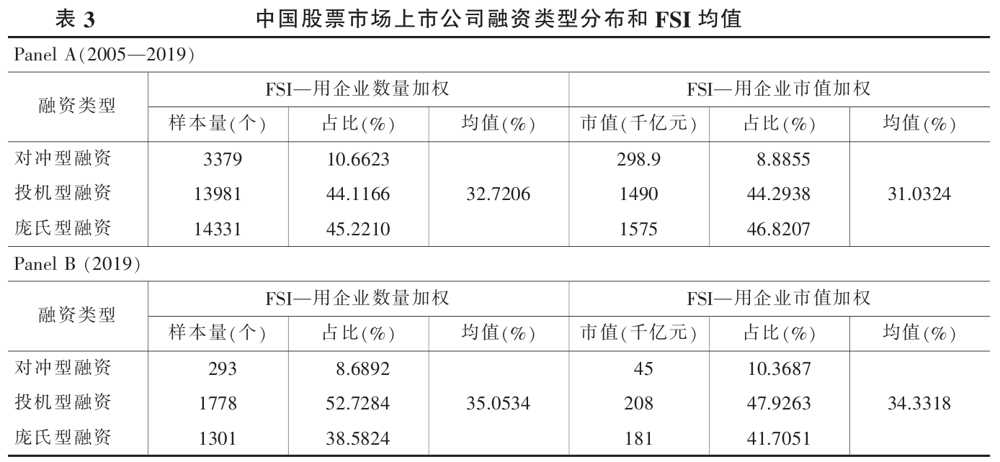 表 3 中国股票市场上市公司融资类型分布和 FSI 均值
Panel A(2005—2019)
融资类型 FSI—用企业数量加权 FSI—用企业市值加权
样本量(个) 占比(%) 均值(%) 市值(千亿元) 占比(%) 均值(%)
对冲型融资 3379 10.6623 298.9 8.8855
投机型融资 13981 44.1166 32.7206 1490 44.2938 31.0324
庞氏型融资 14331 45.2210 1575 46.8207
Panel B (2019)
融资类型 FSI—用企业数量加权 FSI—用企业市值加权
样本量(个) 占比(%) 均值(%) 市值(千亿元) 占比(%) 均值(%)
对冲型融资 293 8.6892 45 10.3687
投机型融资 1778 52.7284 35.0534 208 47.9263 34.3318
庞氏型融资 1301 38.5824 181 41.7051